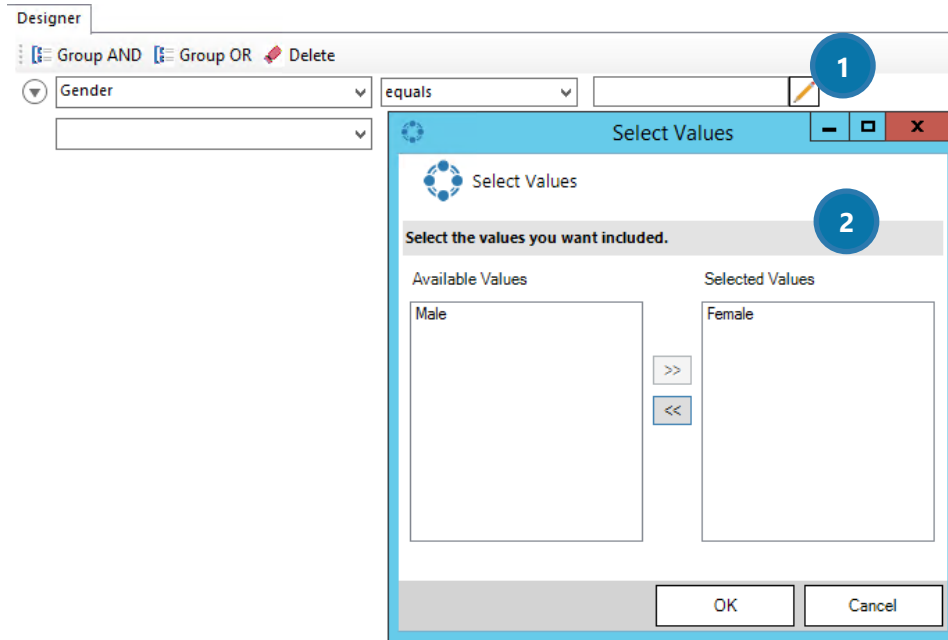 Designer
Group AND Group OR Delete
1
Gender equals
Select Values
Select Values
2
Select the values you want included.
Available Values Selected Values
Male Female
>>
<<
OK Cancel